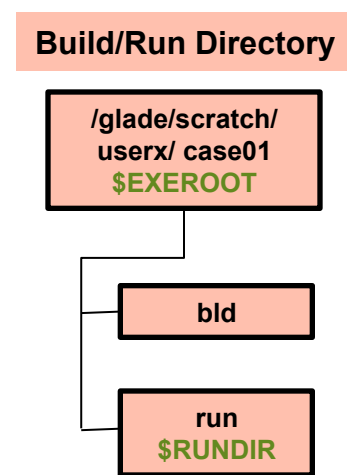 Build/Run Directory
/glade/scratch/
userx/ case01
$EXEROOT
bld
run
$RUNDIR